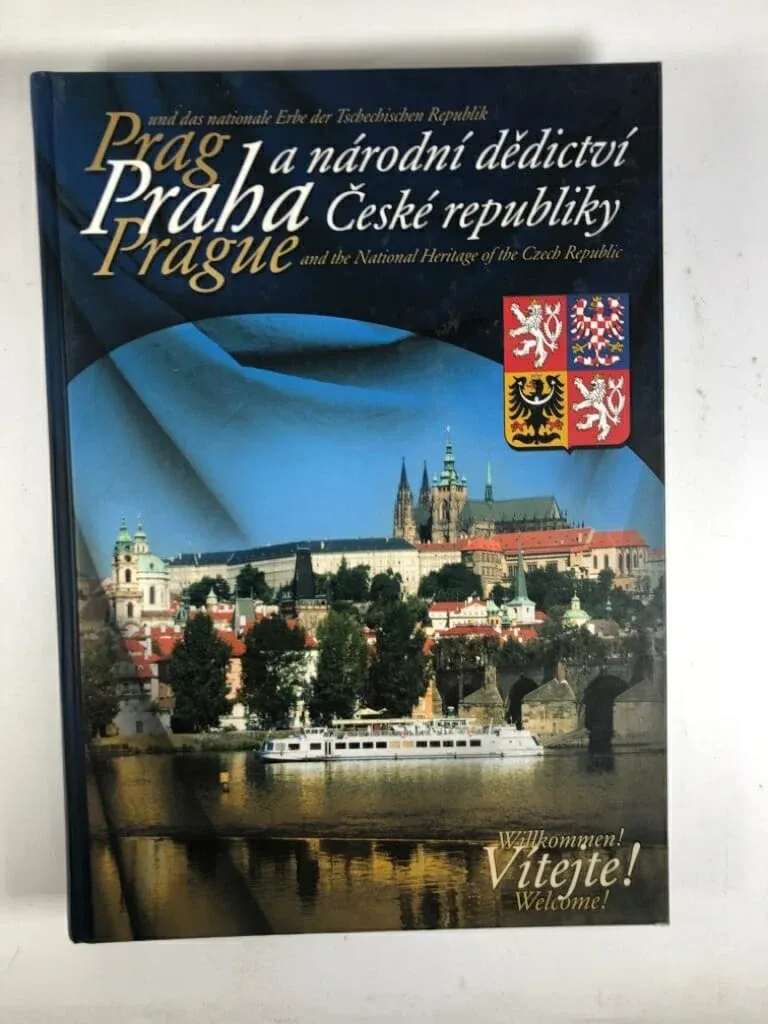 und das nationale Erbe der Tschechischen Republik
Prag
a národní dědictví
Praha České republiky
Prague and the National Heritage of the Czech Republic
Willkommen!
Vítejte!
Welcome!